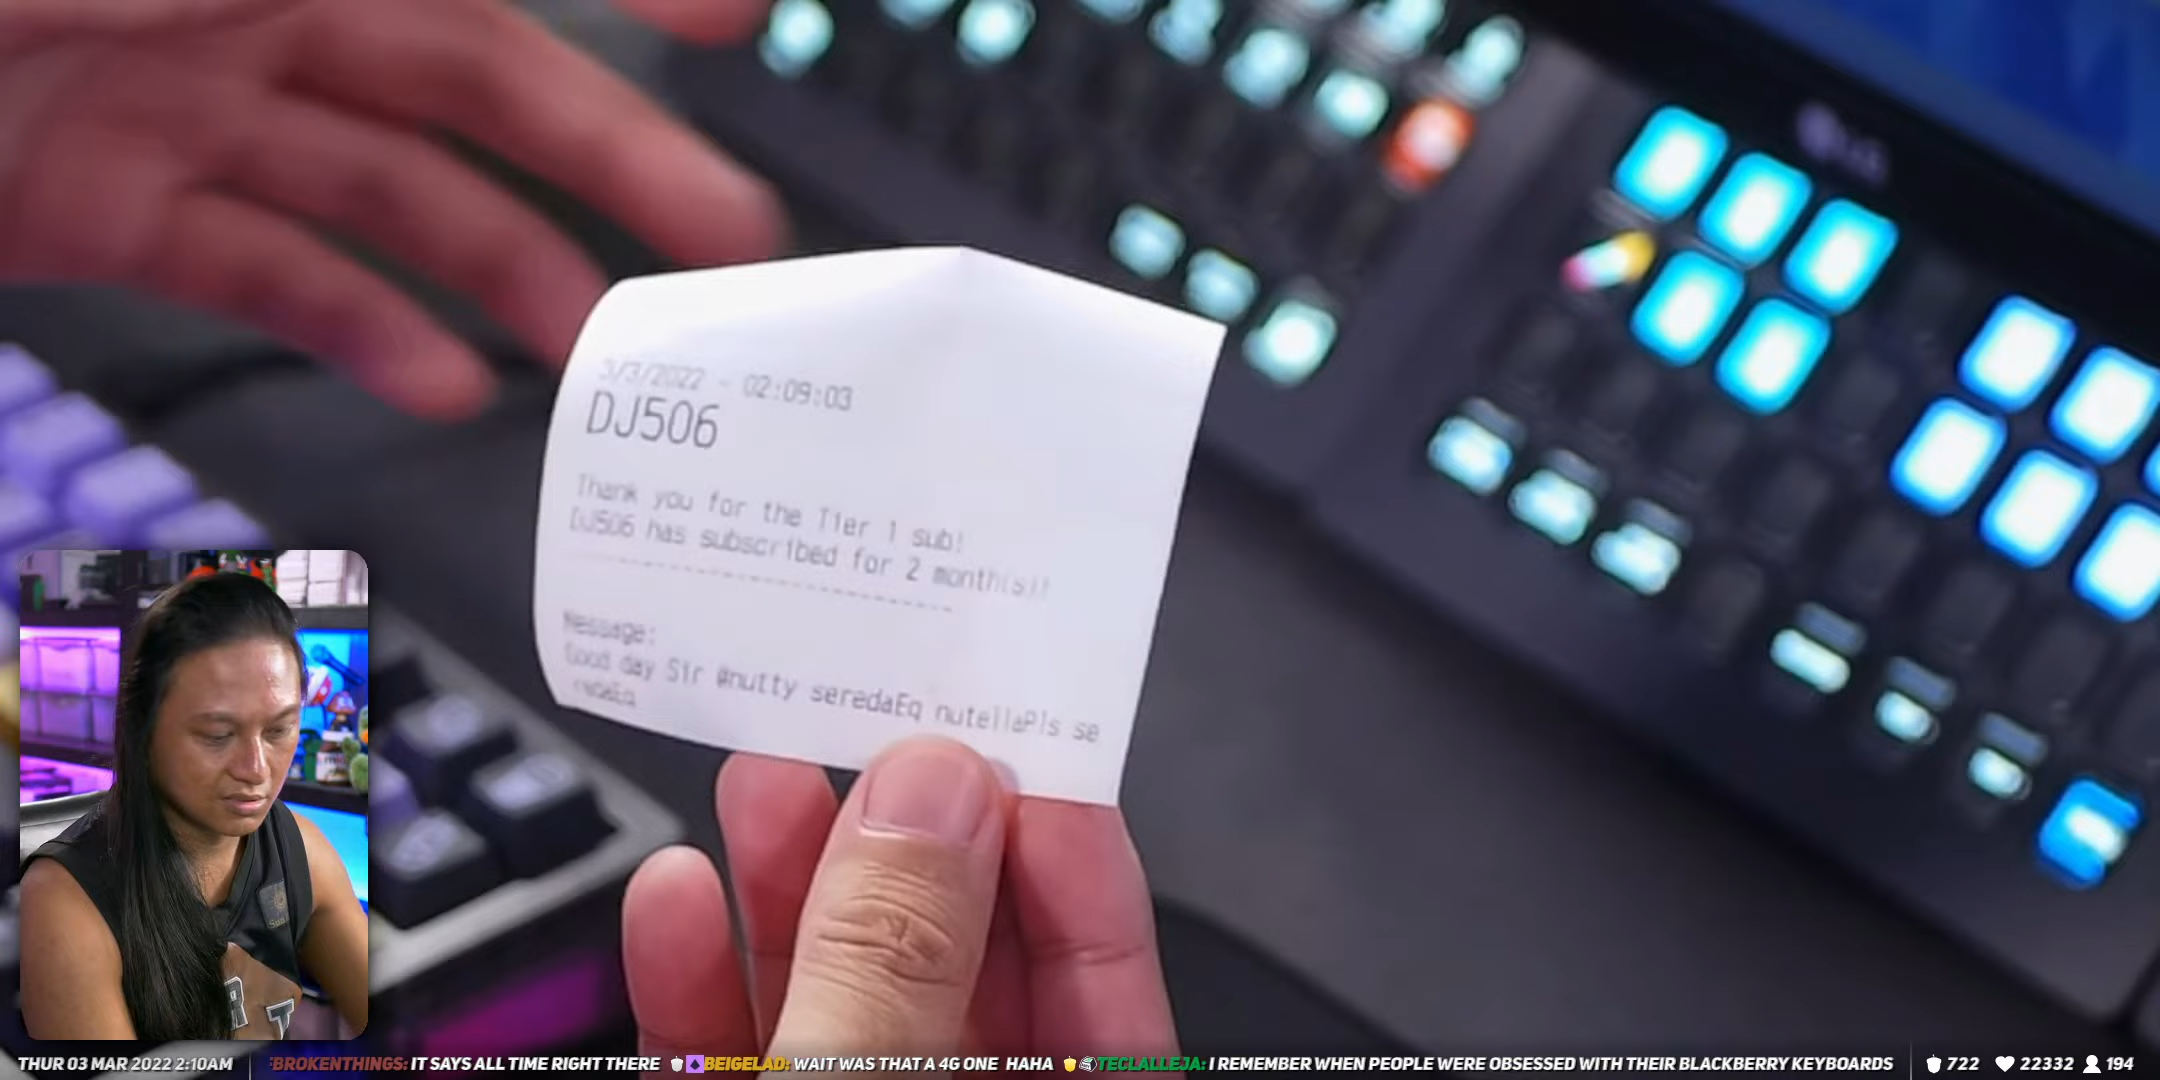 3/3/2022 - 02:09:03
DJ506
Thank you for the Tier 1 sub!
DJ506 has subscribed for 2 month(s)!
--------------------------------
Message:
Good day Sir @nutty seredaEq nutellaPls se
redaEq
LG
THUR 03 MAR 2022 2:10AM
BROKENTHINGS: IT SAYS ALL TIME RIGHT THERE BEIGELAD: WAIT WAS THAT A 4G ONE HAHA TECLALLEJA: I REMEMBER WHEN PEOPLE WERE OBSESSED WITH THEIR BLACKBERRY KEYBOARDS
722 22332 194